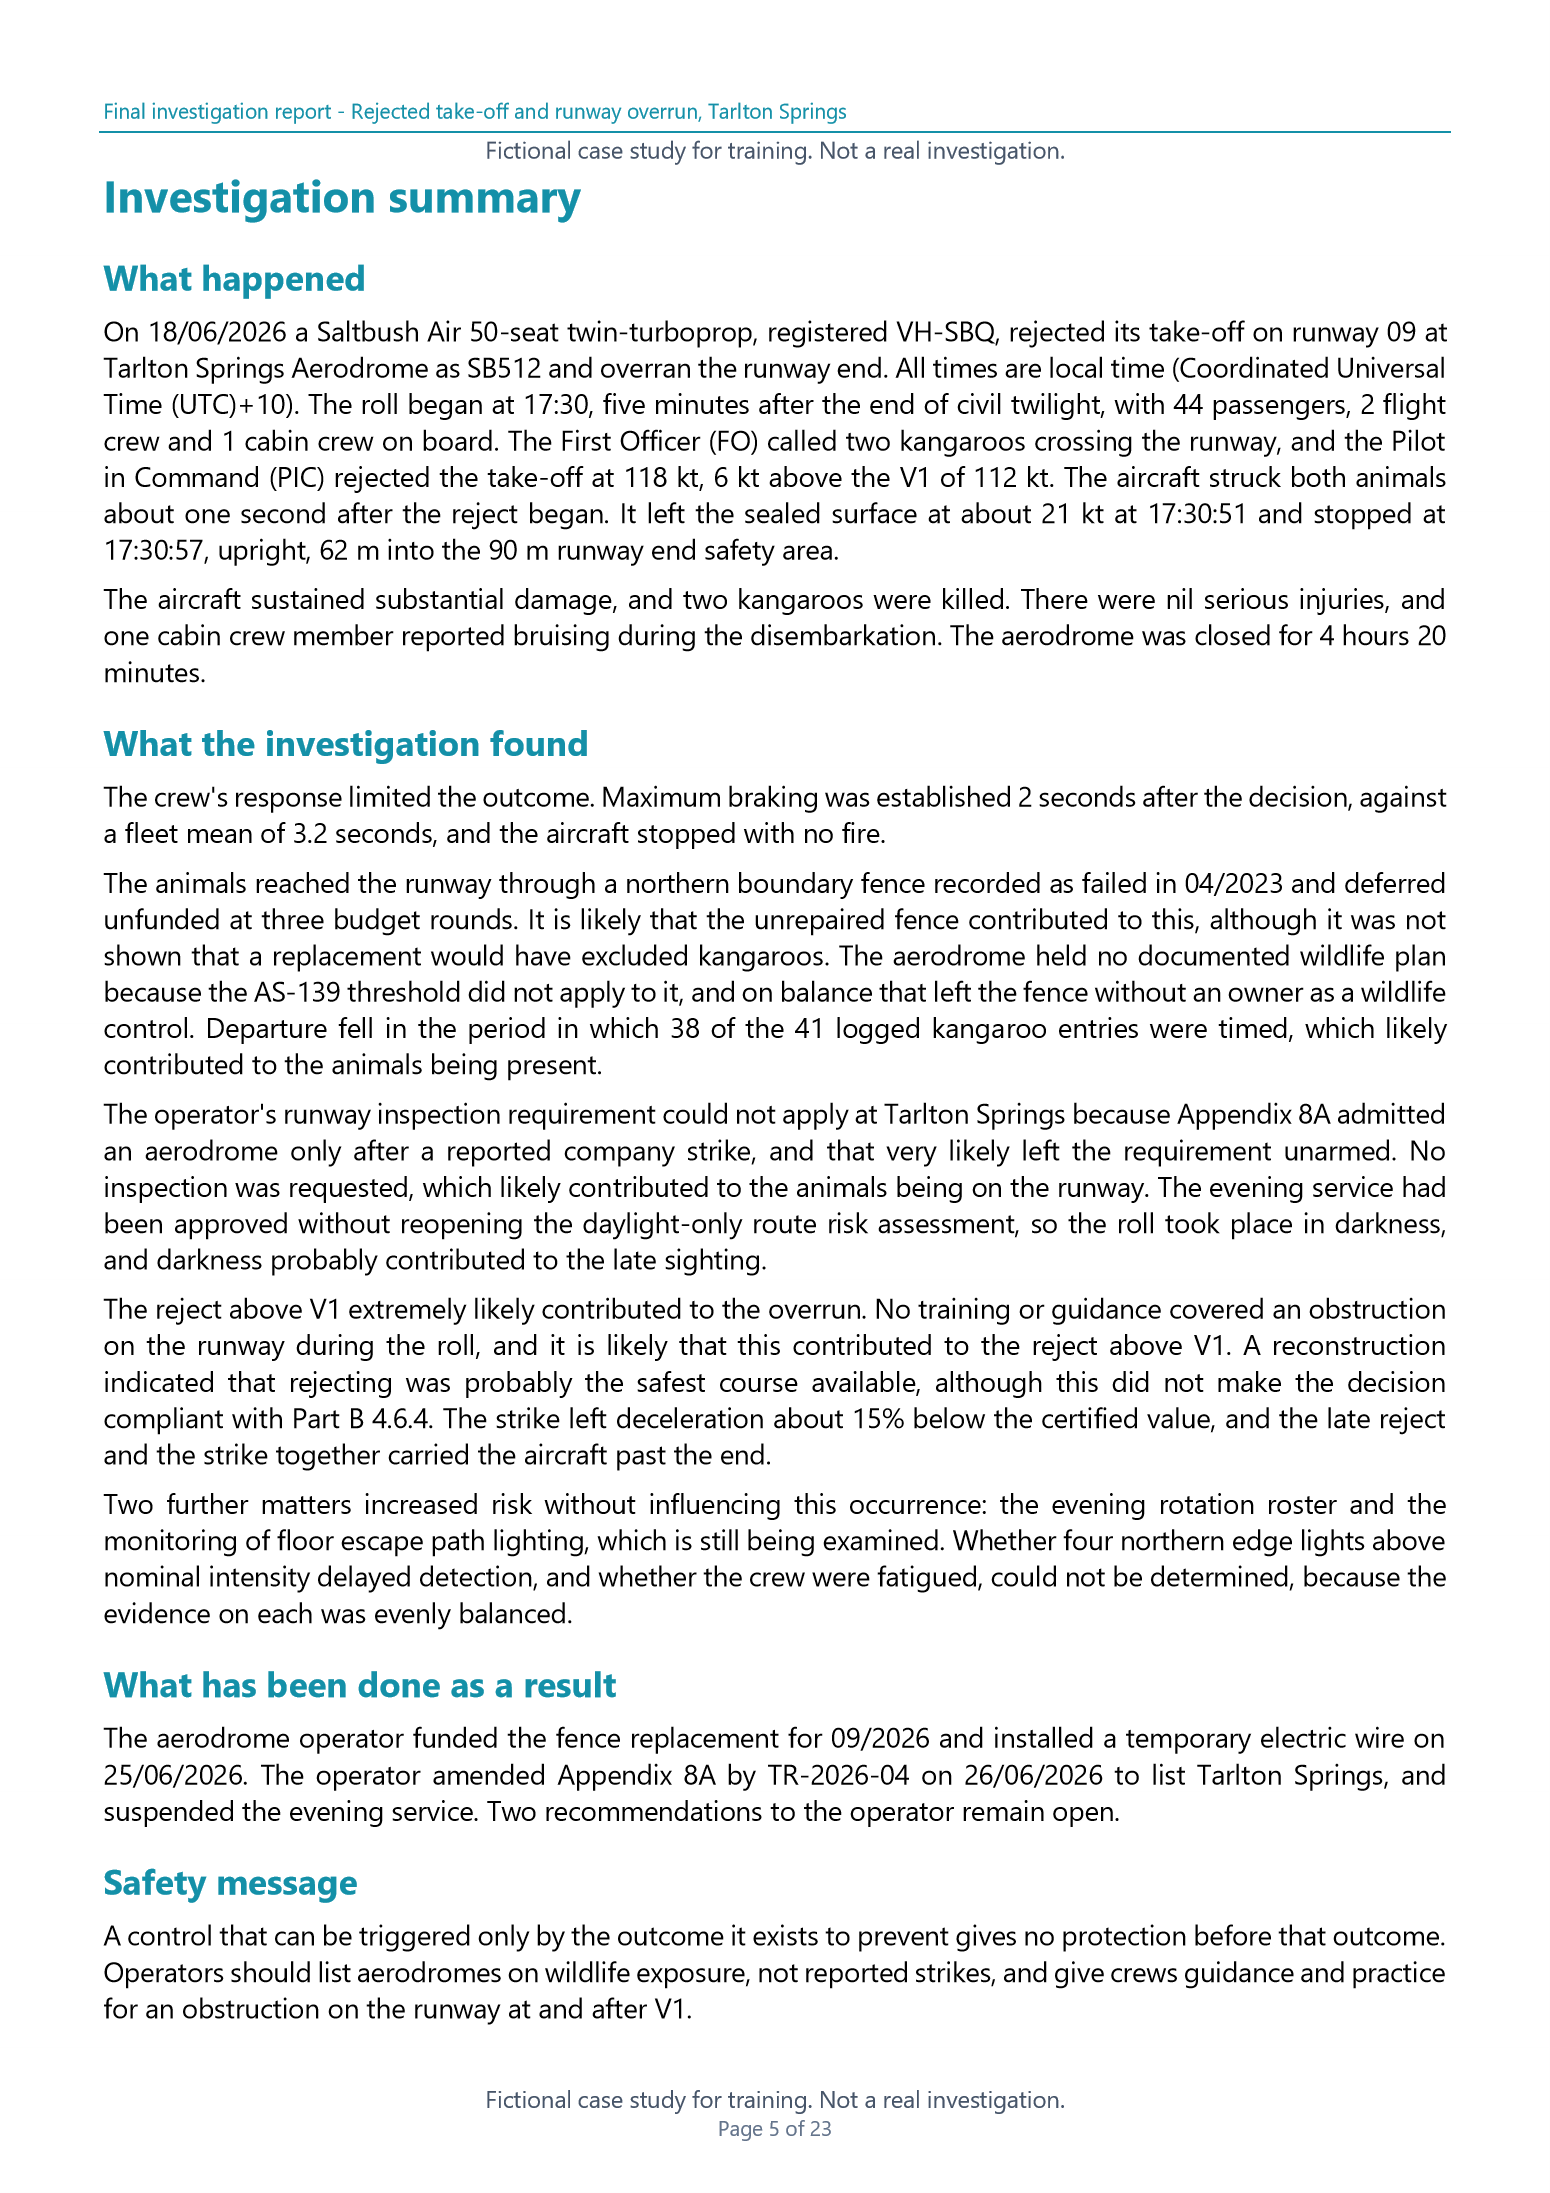 Final investigation report - Rejected take-off and runway overrun, Tarlton Springs
Fictional case study for training. Not a real investigation.
Investigation summary
What happened
On 18/06/2026 a Saltbush Air 50-seat twin-turboprop, registered VH-SBQ, rejected its take-off on runway 09 at
Tarlton Springs Aerodrome as SB512 and overran the runway end. All times are local time (Coordinated Universal
Time (UTC)+10). The roll began at 17:30, five minutes after the end of civil twilight, with 44 passengers, 2 flight
crew and 1 cabin crew on board. The First Officer (FO) called two kangaroos crossing the runway, and the Pilot
in Command (PIC) rejected the take-off at 118 kt, 6 kt above the V1 of 112 kt. The aircraft struck both animals
about one second after the reject began. It left the sealed surface at about 21 kt at 17:30:51 and stopped at
17:30:57, upright, 62 m into the 90 m runway end safety area.
The aircraft sustained substantial damage, and two kangaroos were killed. There were nil serious injuries, and
one cabin crew member reported bruising during the disembarkation. The aerodrome was closed for 4 hours 20
minutes.
What the investigation found
The crew's response limited the outcome. Maximum braking was established 2 seconds after the decision, against
a fleet mean of 3.2 seconds, and the aircraft stopped with no fire.
The animals reached the runway through a northern boundary fence recorded as failed in 04/2023 and deferred
unfunded at three budget rounds. It is likely that the unrepaired fence contributed to this, although it was not
shown that a replacement would have excluded kangaroos. The aerodrome held no documented wildlife plan
because the AS-139 threshold did not apply to it, and on balance that left the fence without an owner as a wildlife
control. Departure fell in the period in which 38 of the 41 logged kangaroo entries were timed, which likely
contributed to the animals being present.
The operator's runway inspection requirement could not apply at Tarlton Springs because Appendix 8A admitted
an aerodrome only after a reported company strike, and that very likely left the requirement unarmed. No
inspection was requested, which likely contributed to the animals being on the runway. The evening service had
been approved without reopening the daylight-only route risk assessment, so the roll took place in darkness,
and darkness probably contributed to the late sighting.
The reject above V1 extremely likely contributed to the overrun. No training or guidance covered an obstruction
on the runway during the roll, and it is likely that this contributed to the reject above V1. A reconstruction
indicated that rejecting was probably the safest course available, although this did not make the decision
compliant with Part B 4.6.4. The strike left deceleration about 15% below the certified value, and the late reject
and the strike together carried the aircraft past the end.
Two further matters increased risk without influencing this occurrence: the evening rotation roster and the
monitoring of floor escape path lighting, which is still being examined. Whether four northern edge lights above
nominal intensity delayed detection, and whether the crew were fatigued, could not be determined, because the
evidence on each was evenly balanced.
What has been done as a result
The aerodrome operator funded the fence replacement for 09/2026 and installed a temporary electric wire on
25/06/2026. The operator amended Appendix 8A by TR-2026-04 on 26/06/2026 to list Tarlton Springs, and
suspended the evening service. Two recommendations to the operator remain open.
Safety message
A control that can be triggered only by the outcome it exists to prevent gives no protection before that outcome.
Operators should list aerodromes on wildlife exposure, not reported strikes, and give crews guidance and practice
for an obstruction on the runway at and after V1.
Fictional case study for training. Not a real investigation.
Page 5 of 23